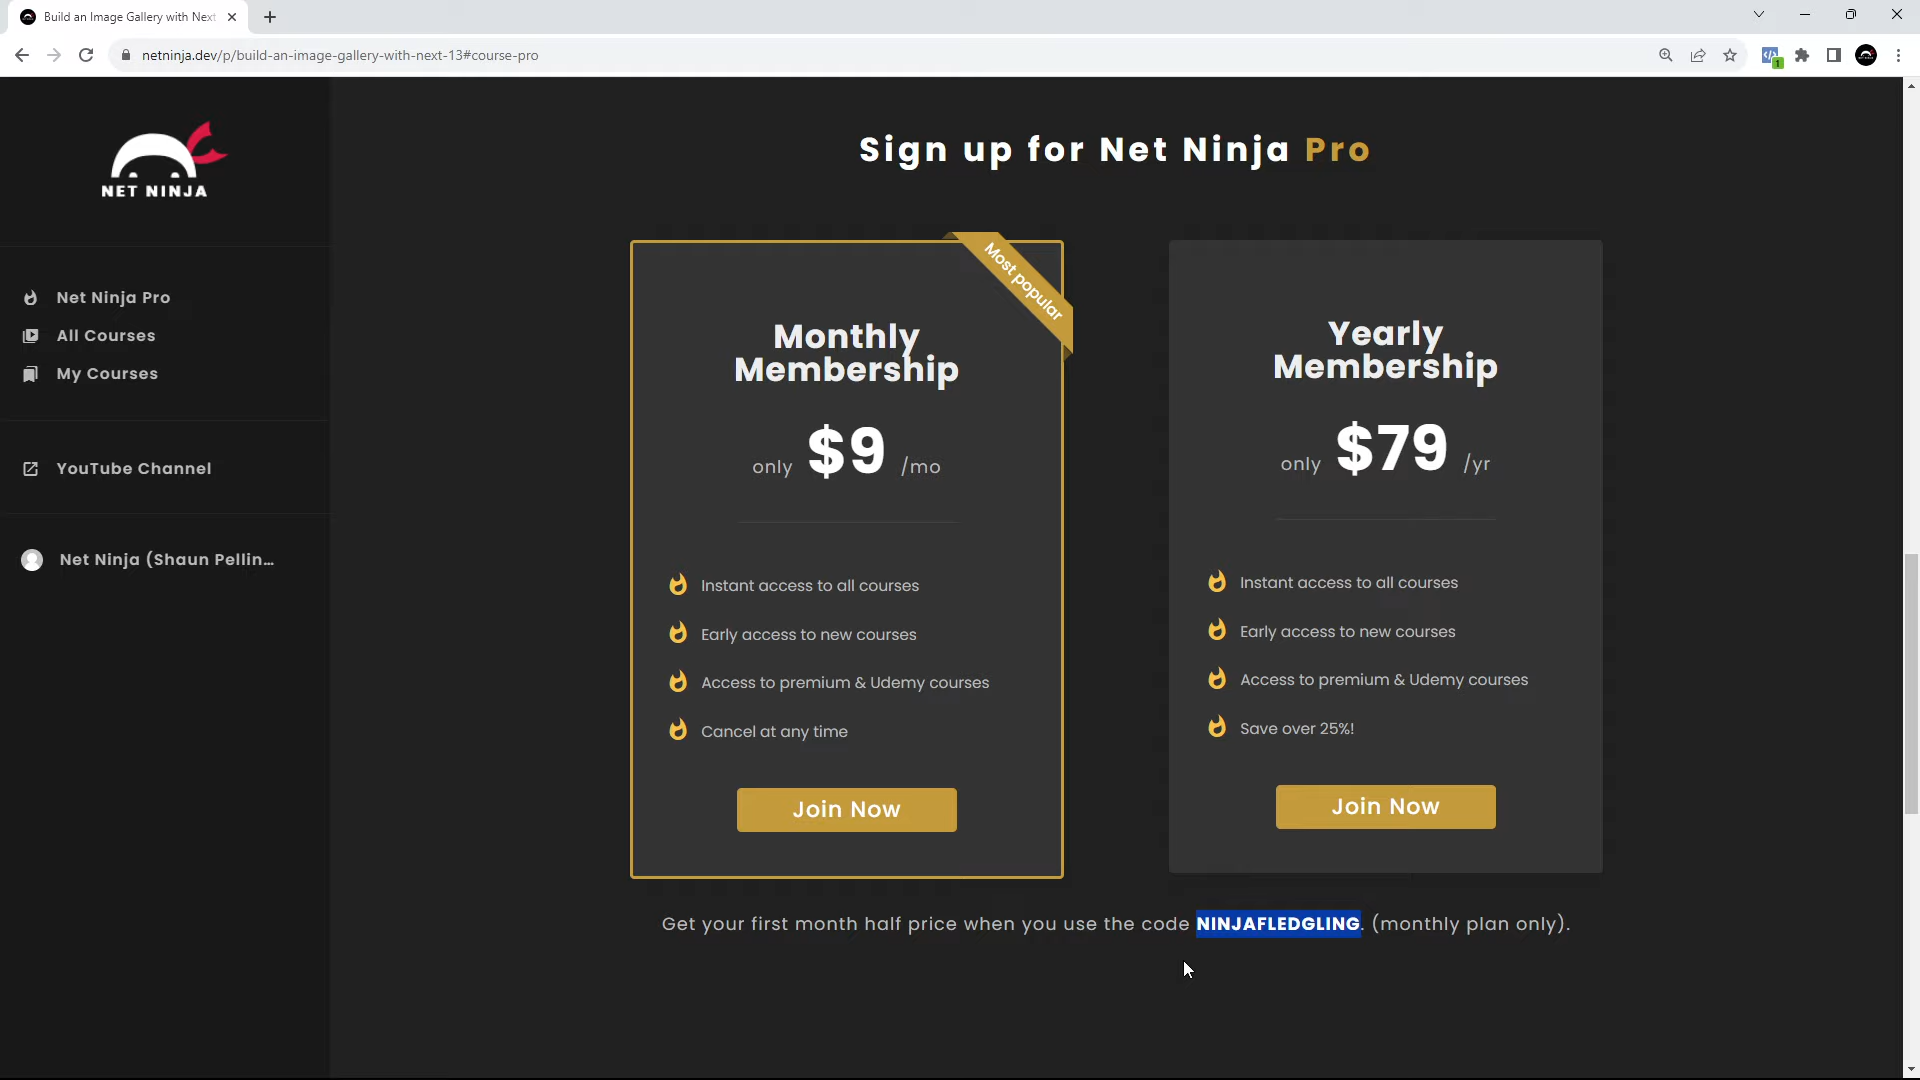 Build an Image Gallery with Next
netninja.dev/p/build-an-image-gallery-with-next-13#course-pro
1
NET NINJA
Net Ninja Pro
All Courses
My Courses
YouTube Channel
Net Ninja (Shaun Pellin...
Sign up for Net Ninja Pro
Most popular
Monthly
Membership
only $9 /mo
Instant access to all courses
Early access to new courses
Access to premium & Udemy courses
Cancel at any time
Join Now
Yearly
Membership
only $79 /yr
Instant access to all courses
Early access to new courses
Access to premium & Udemy courses
Save over 25%!
Join Now
Get your first month half price when you use the code NINJAFLEDGLING. (monthly plan only).